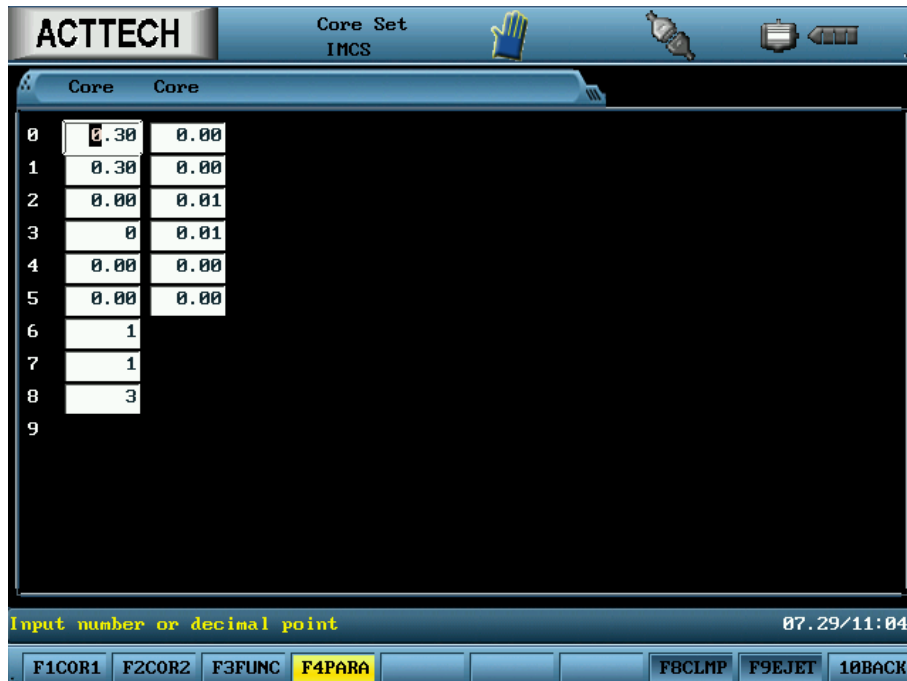 ACTTECH
Core Set
IMCS
Core Core
0 0.30 0.00
1 0.30 0.00
2 0.00 0.01
3 0 0.01
4 0.00 0.00
5 0.00 0.00
6 1
7 1
8 3
9
Input number or decimal point 07.29/11:04
F1COR1 F2COR2 F3FUNC F4PARA F8CLMP F9EJET 10BACK